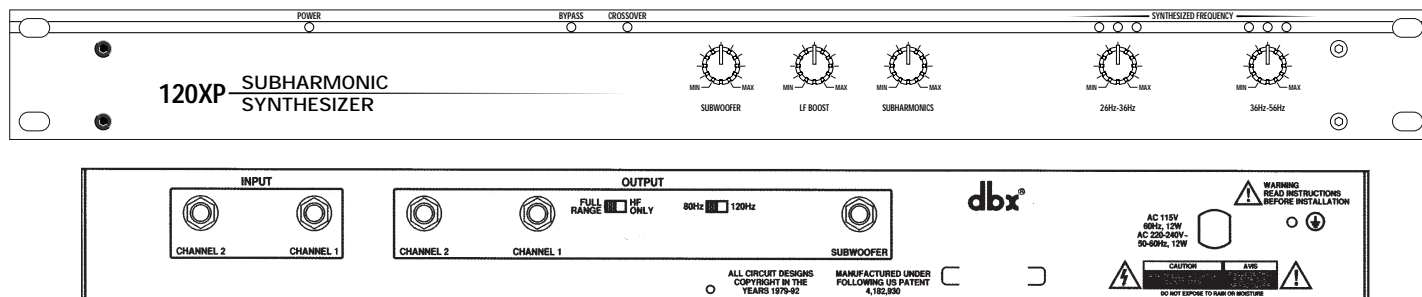 POWER BYPASS CROSSOVER SYNTHESIZED FREQUENCY
120XP SUBHARMONIC
SYNTHESIZER
MIN MAX MIN MAX MIN MAX MIN MAX MIN MAX
SUBWOOFER LF BOOST SUBHARMONICS 26Hz-36Hz 36Hz-56Hz
INPUT
CHANNEL 2 CHANNEL 1
OUTPUT
FULL RANGE HF ONLY
80Hz 120Hz
CHANNEL 2 CHANNEL 1 SUBWOOFER
dbx®
WARNING
READ INSTRUCTIONS
BEFORE INSTALLATION
AC 115V
60Hz, 12W
AC 220-240V~
50-60Hz, 12W
CAUTION AVIS
DO NOT EXPOSE TO RAIN OR MOISTURE
ALL CIRCUIT DESIGNS
COPYRIGHT IN THE
YEARS 1979-92
MANUFACTURED UNDER
FOLLOWING US PATENT
4,182,930